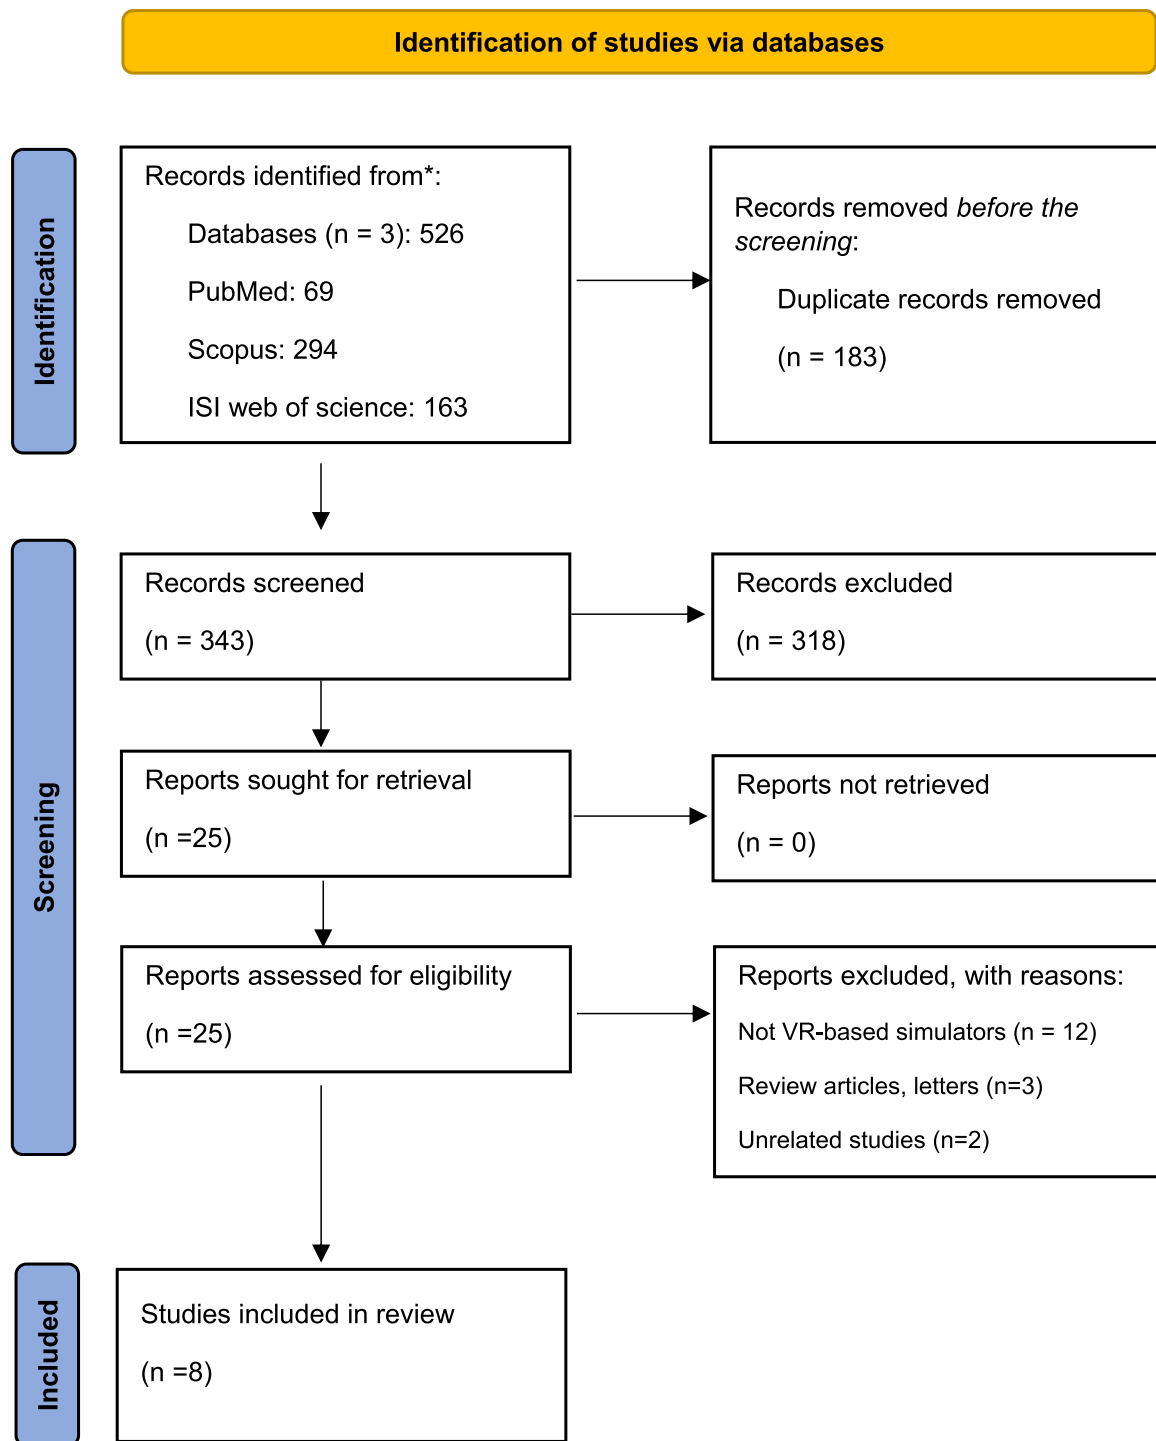 Identification of studies via databases
Identification
Records identified from*:
Databases (n = 3): 526
PubMed: 69
Scopus: 294
ISI web of science: 163
Records removed before the
screening:
Duplicate records removed
(n = 183)
Screening
Records screened
(n = 343)
Records excluded
(n = 318)
Reports sought for retrieval
(n =25)
Reports not retrieved
(n = 0)
Reports assessed for eligibility
(n =25)
Reports excluded, with reasons:
Not VR-based simulators (n = 12)
Review articles, letters (n=3)
Unrelated studies (n=2)
Included
Studies included in review
(n =8)